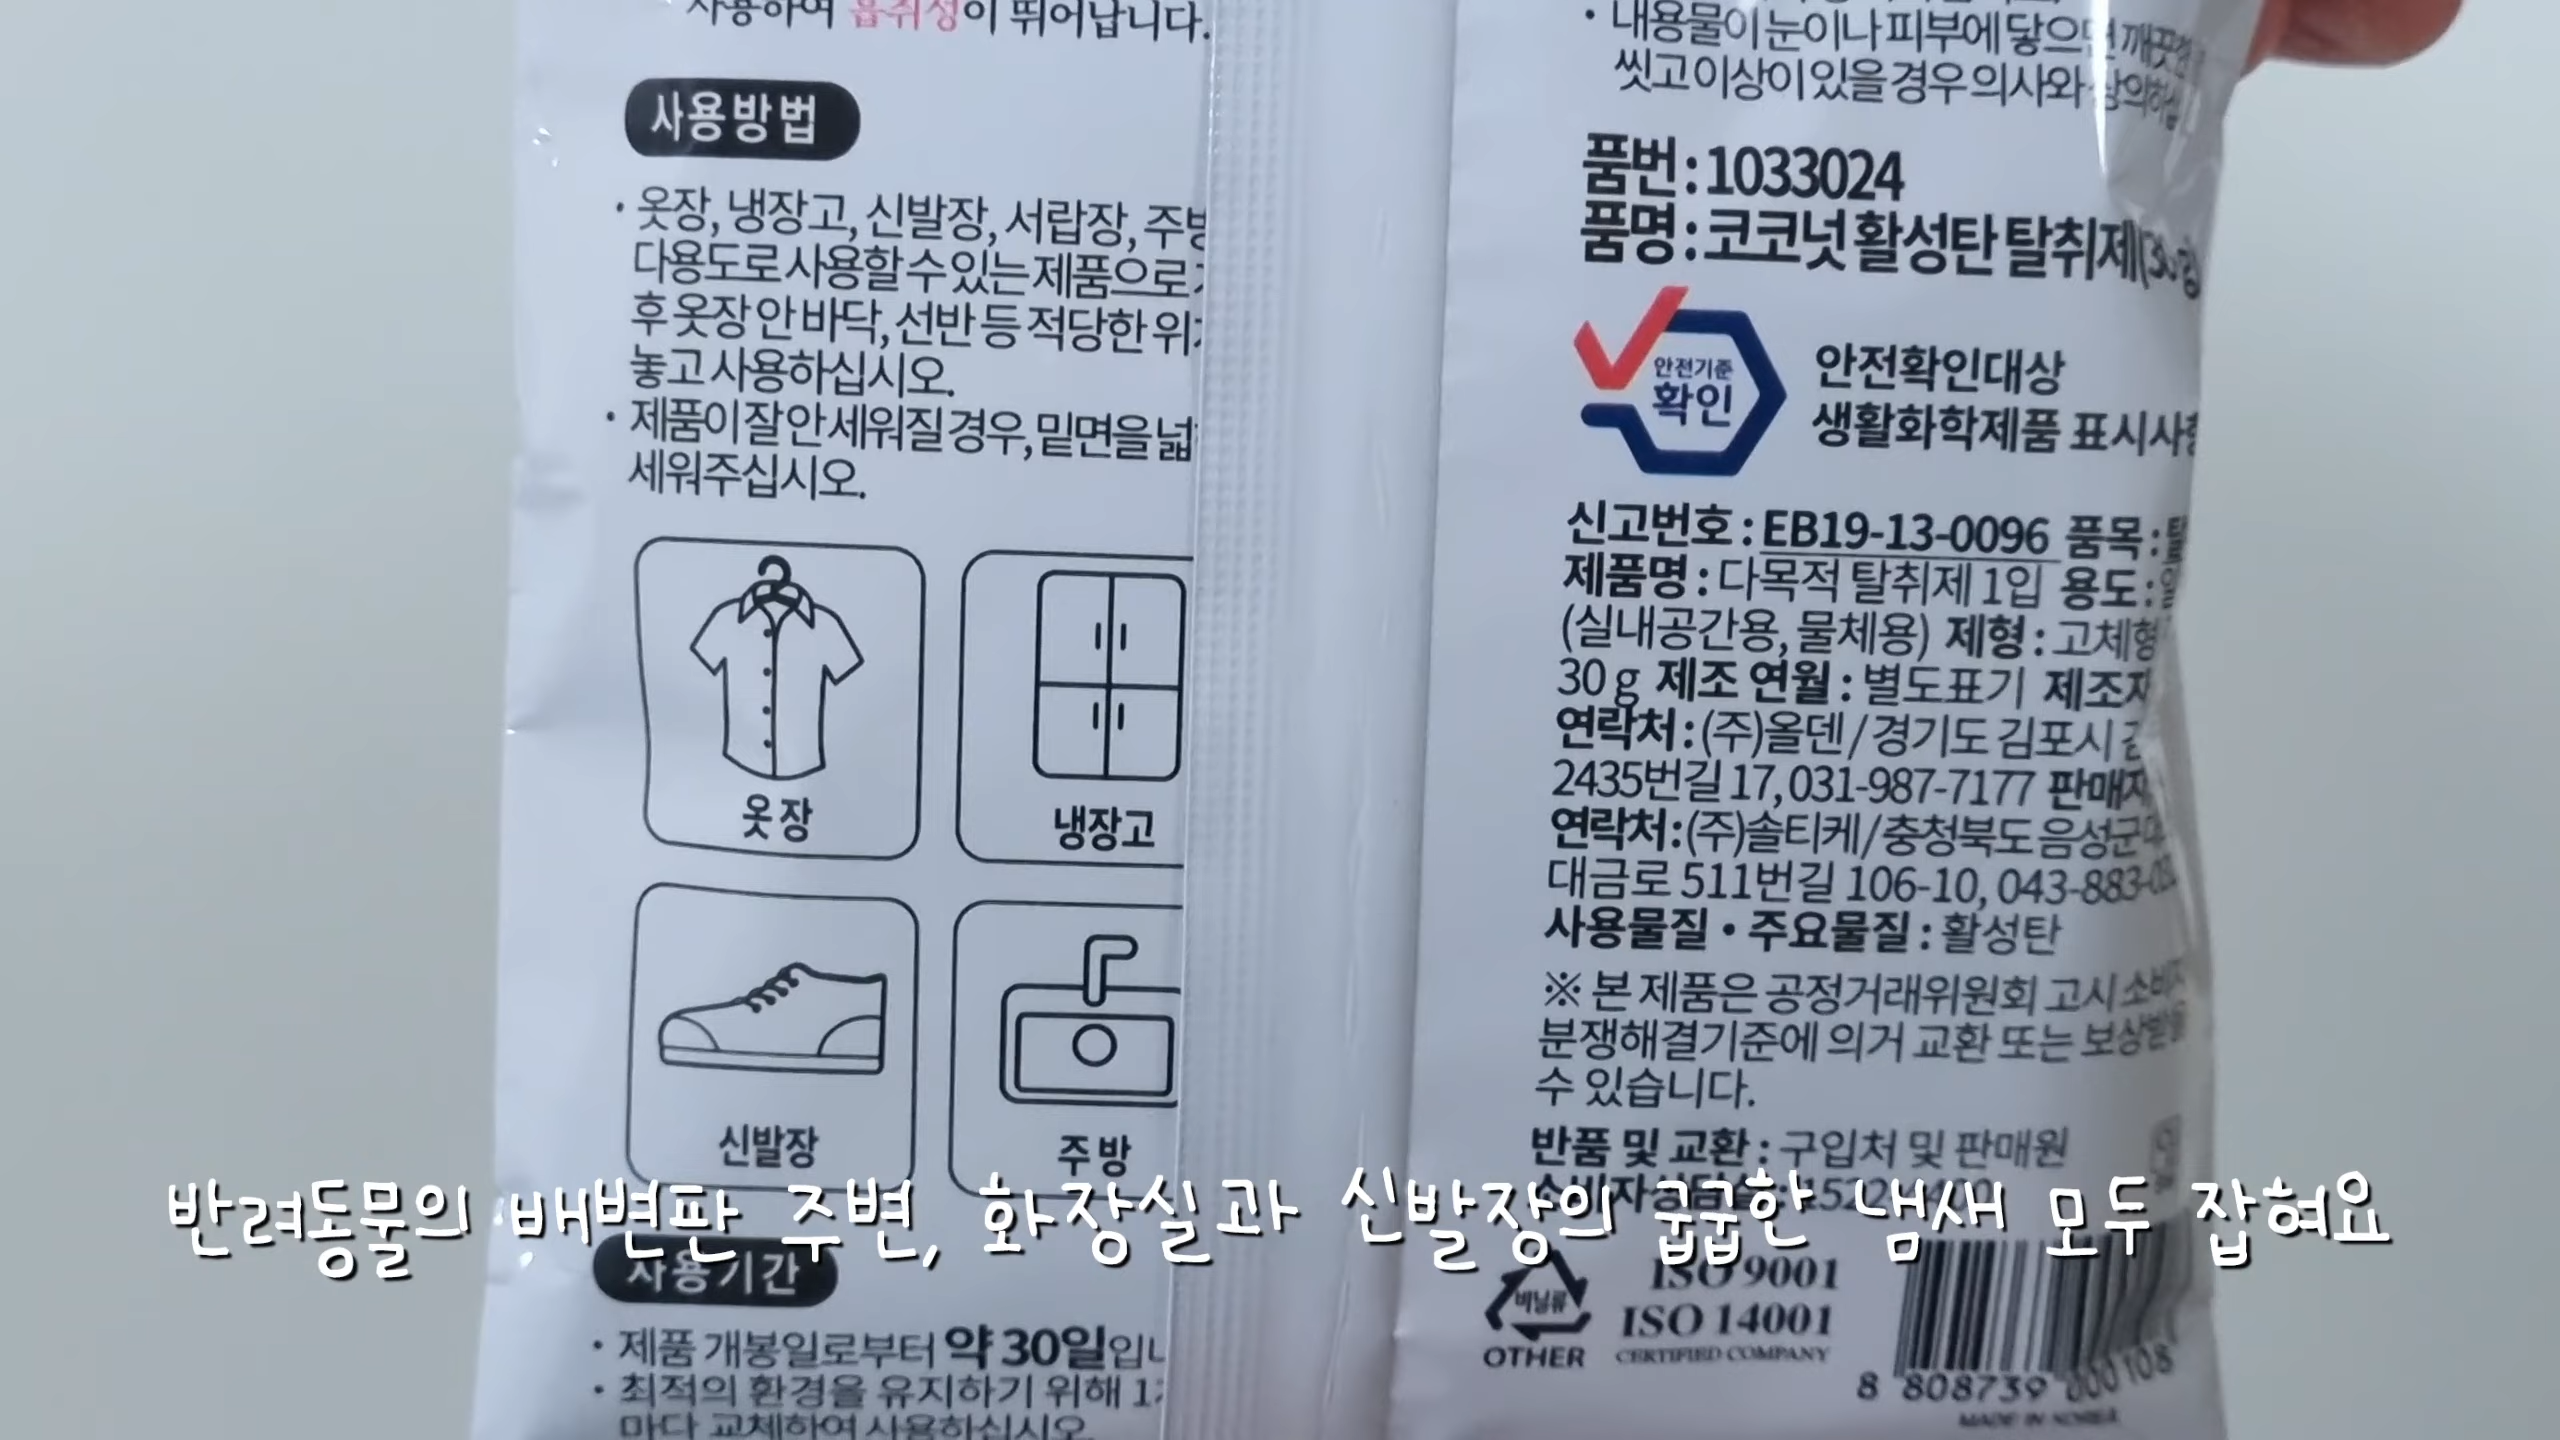 사용하여 흡취성이 뛰어납니다.
사용방법
· 옷장, 냉장고, 신발장, 서랍장,
다용도로 사용할 수 있는 제품으로
후 옷장 안 바닥, 선반 등 적당한
놓고 사용하십시오.
· 제품이 잘 안 세워질 경우, 밑면을
세워주십시오.
옷장
냉장고
신발장
주방
사용기간
· 제품 개봉일로부터 약 30일
· 최적의 환경을 유지하기 위해
마다 교체하여 사용하십시오.
· 내용물이 눈이나 피부에 닿으면
씻고 이상이 있을 경우 의사와
품번 : 1033024
품명 : 코코넛 활성탄 탈취제(30g)
안전기준
확인
안전확인대상
생활화학제품 표시사항
신고번호 : EB19-13-0096 품목 :
제품명 : 다목적 탈취제 1입 용도 :
(실내공간용, 물체용) 제형 : 고체형
30 g 제조 연월 : 별도표기 제조자
연락처 : (주)올덴 / 경기도 김포시
2435번길 17, 031-987-7177 판매자
연락처 : (주)솔티케 / 충청북도 음성군
대금로 511번길 106-10, 043-883-
사용물질 • 주요물질 : 활성탄
※ 본 제품은 공정거래위원회 고시 소비자
분쟁해결기준에 의거 교환 또는 보상받을
수 있습니다.
반품 및 교환 : 구입처 및 판매원
반려동물의 배변판 주변, 화장실과 신발장의 꿉꿉한 냄새 모두 잡혀요
비닐류
OTHER
ISO 9001
ISO 14001
CERTIFIED COMPANY
8 808739 000108
MADE IN KOREA